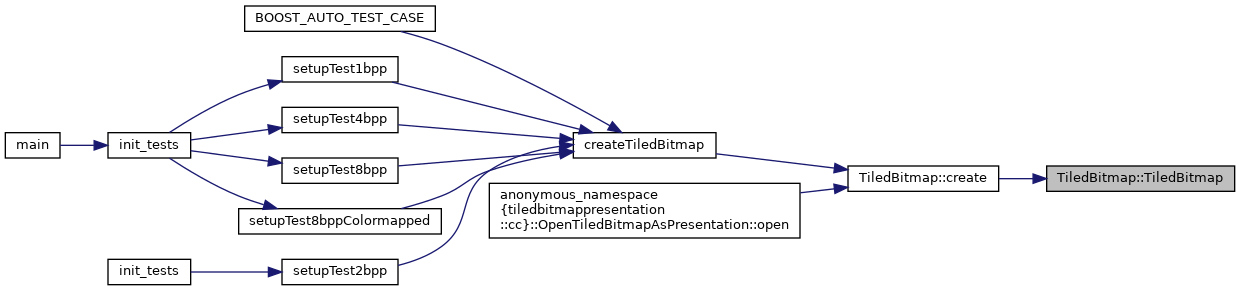 BOOST_AUTO_TEST_CASE
setupTest1bpp
setupTest4bpp
main
init_tests
createTiledBitmap
setupTest8bpp
TiledBitmap::create
TiledBitmap::TiledBitmap
anonymous_namespace
{tiledbitmappresentation
::cc}::OpenTiledBitmapAsPresentation::open
setupTest8bppColormapped
init_tests
setupTest2bpp